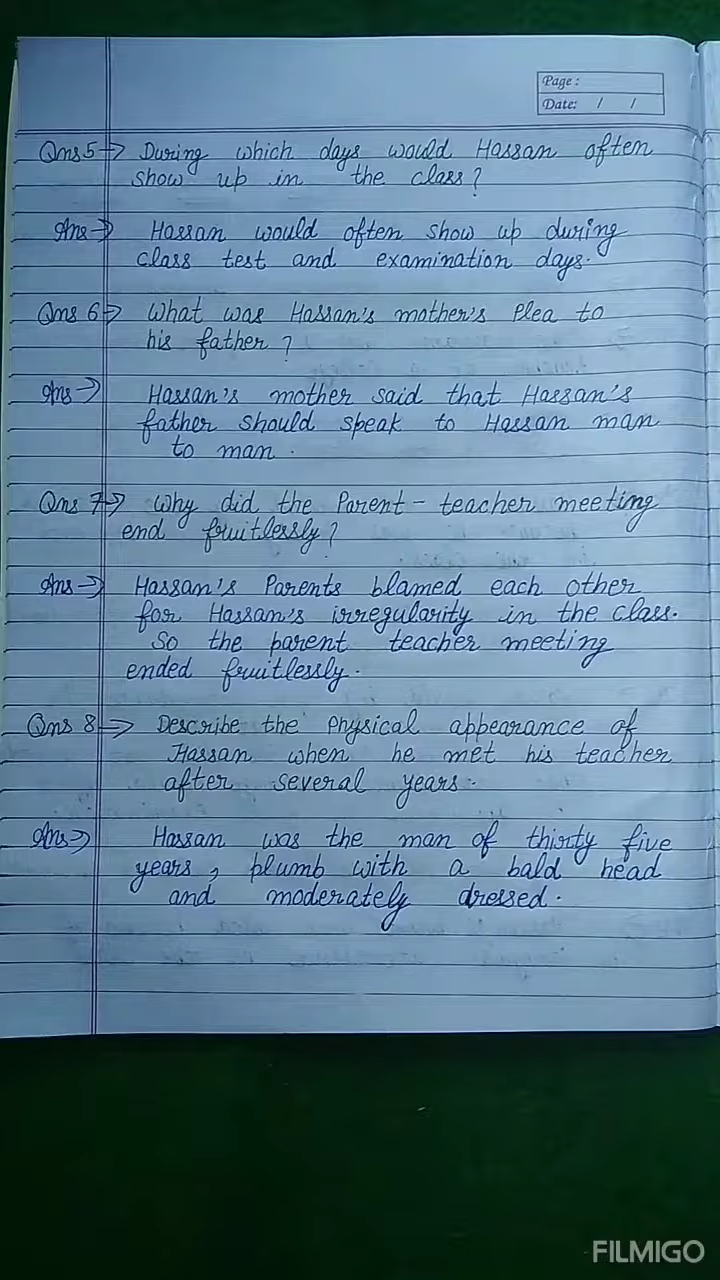 Page :
Date: / /
Qns 5 → During which days would Hassan often
show up in the class?
Ans → Hassan would often show up during
class test and examination days.
Qns 6 → What was Hassan's mother's plea to
his father ?
Ans → Hassan's mother said that Hassan's
father should speak to Hassan man
to man .
Qns 7 → Why did the Parent - teacher meeting
end fruitlessly?
Ans → Hassan's Parents blamed each other
for Hassan's irregularity in the class.
So the parent teacher meeting
ended fruitlessly.
Qns 8 → Describe the Physical appearance of
Hassan when he met his teacher
after several years.
Ans → Hassan was the man of thirty five
years , plumb with a bald head
and moderately dressed.
FILMIGO